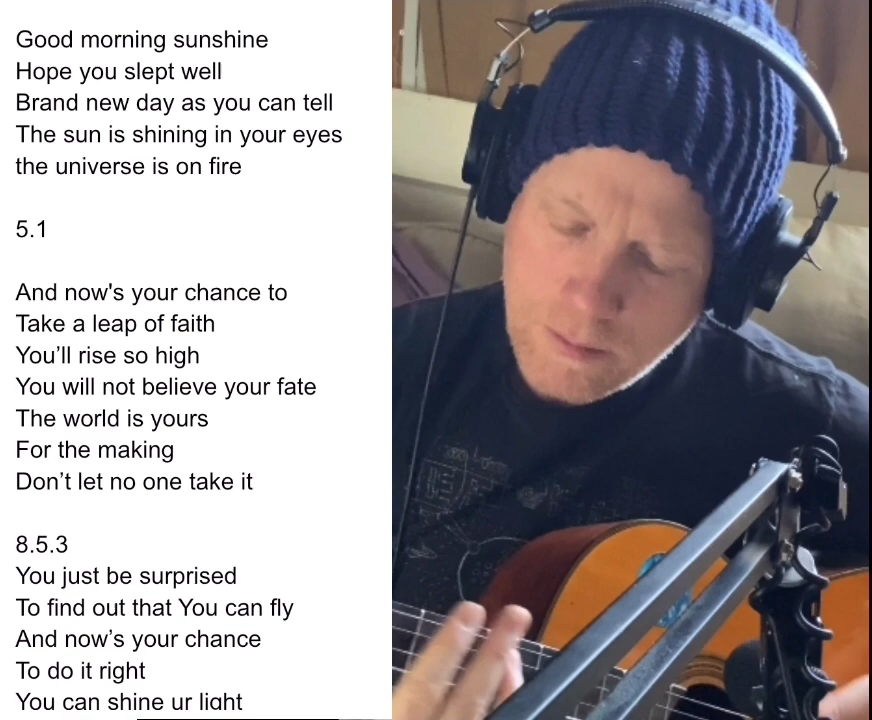 Good morning sunshine
Hope you slept well
Brand new day as you can tell
The sun is shining in your eyes
the universe is on fire
5.1
And now's your chance to
Take a leap of faith
You’ll rise so high
You will not believe your fate
The world is yours
For the making
Don’t let no one take it
8.5.3
You just be surprised
To find out that You can fly
And now’s your chance
To do it right
You can shine ur light